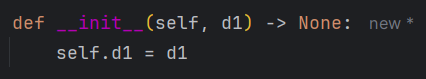 def __init__(self, d1) -> None: new *
    self.d1 = d1